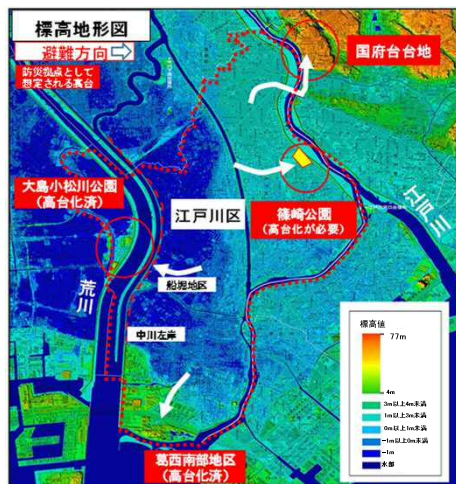 標高地形図
避難方向
防災拠点として
想定される高台
国府台台地
大島小松川公園
(高台化済)
江戸川区
篠崎公園
(高台化が必要)
江戸川
荒川
船堀地区
中川左岸
葛西南部地区
(高台化済)
標高値
77m
4m
3m以上4m未満
1m以上3m未満
0m以上1m未満
-1m以上0m未満
-1m
水部